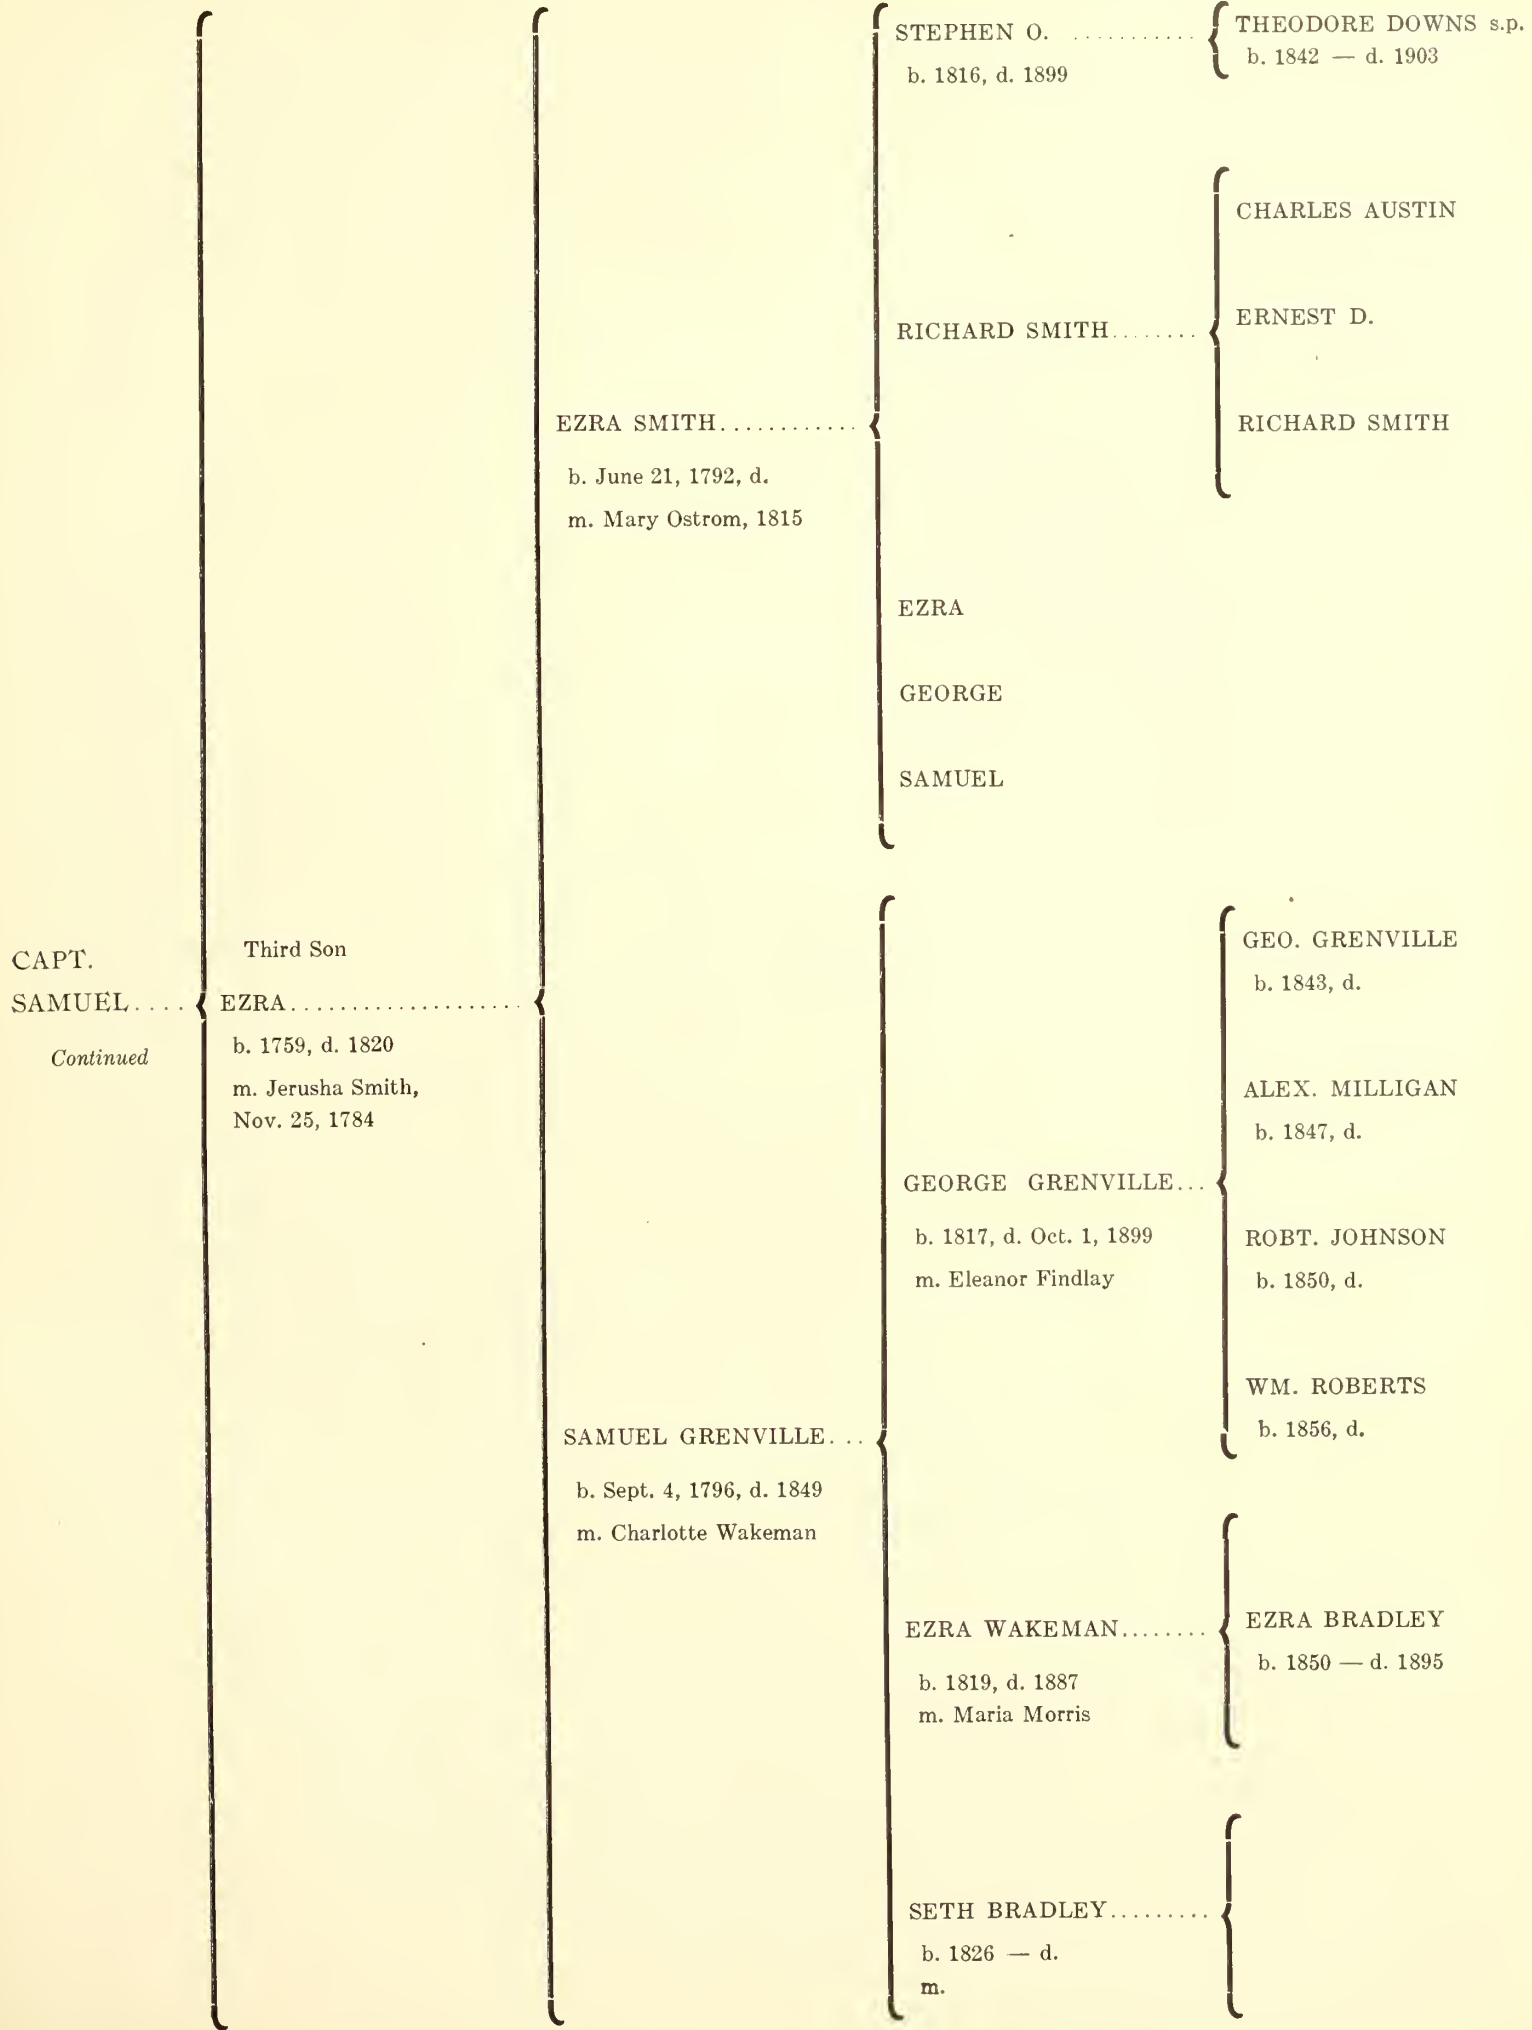 CAPT.
SAMUEL....
Continued
Third Son
EZRA....................
b. 1759, d. 1820
m. Jerusha Smith,
Nov. 25, 1784
EZRA SMITH............
b. June 21, 1792, d.
m. Mary Ostrom, 1815
STEPHEN O. ...........
b. 1816, d. 1899
THEODORE DOWNS s.p.
b. 1842 — d. 1903
RICHARD SMITH........
CHARLES AUSTIN
ERNEST D.
RICHARD SMITH
EZRA
GEORGE
SAMUEL
SAMUEL GRENVILLE...
b. Sept. 4, 1796, d. 1849
m. Charlotte Wakeman
GEORGE GRENVILLE...
b. 1817, d. Oct. 1, 1899
m. Eleanor Findlay
GEO. GRENVILLE
b. 1843, d.
ALEX. MILLIGAN
b. 1847, d.
ROBT. JOHNSON
b. 1850, d.
WM. ROBERTS
b. 1856, d.
EZRA WAKEMAN........
b. 1819, d. 1887
m. Maria Morris
EZRA BRADLEY
b. 1850 — d. 1895
SETH BRADLEY.........
b. 1826 — d.
m.